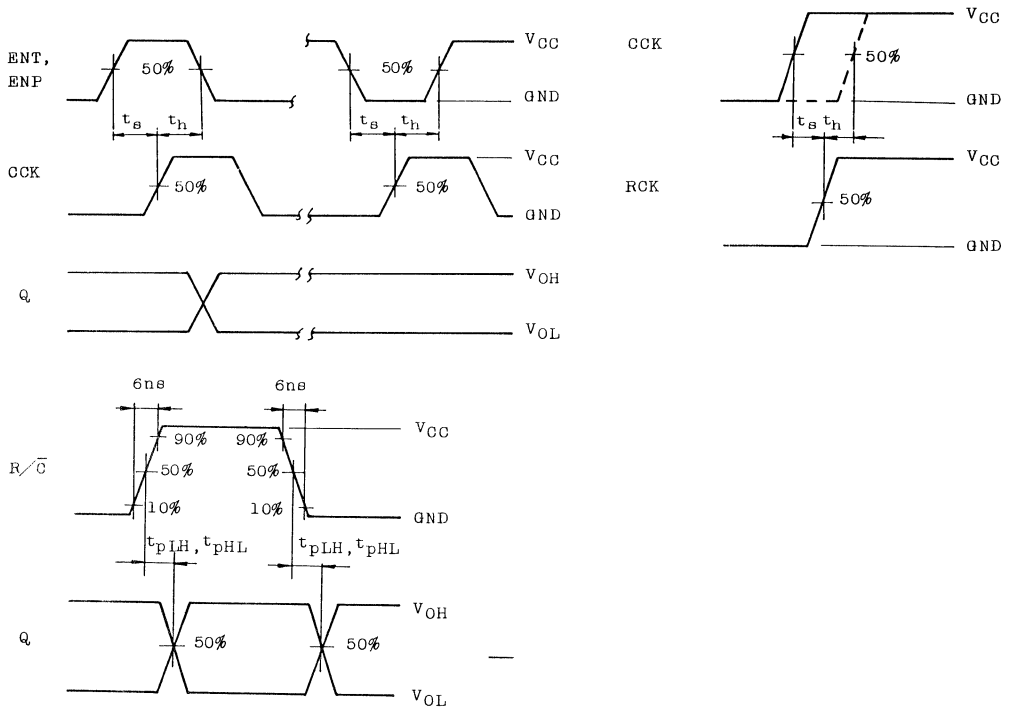 ENT,
ENP
50%
50%
VCC
GND
ts
th
ts
th
CCK
50%
50%
VCC
GND
Q
VOH
VOL
CCK
50%
VCC
GND
ts
th
RCK
50%
VCC
GND
6ns
6ns
R/C̅
90%
90%
50%
50%
10%
10%
VCC
GND
tpLH, tpHL
tpLH, tpHL
Q
50%
50%
VOH
VOL